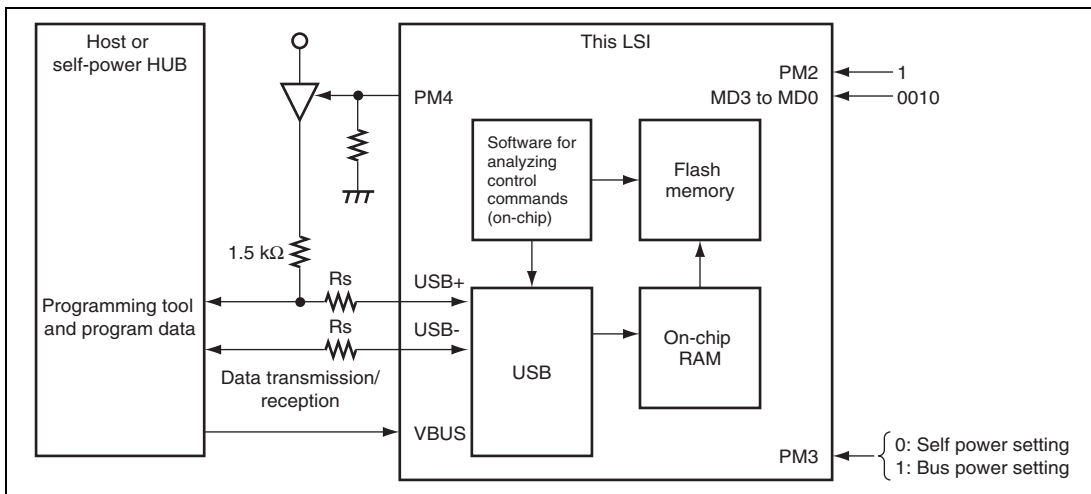 Host or
self-power HUB
This LSI
PM4
PM2
1
MD3 to MD0
0010
Software for
analyzing
control
commands
(on-chip)
Flash
memory
1.5 kΩ
Rs
USB+
Programming tool
and program data
Rs
USB-
USB
On-chip
RAM
Data transmission/
reception
VBUS
PM3
0: Self power setting
1: Bus power setting